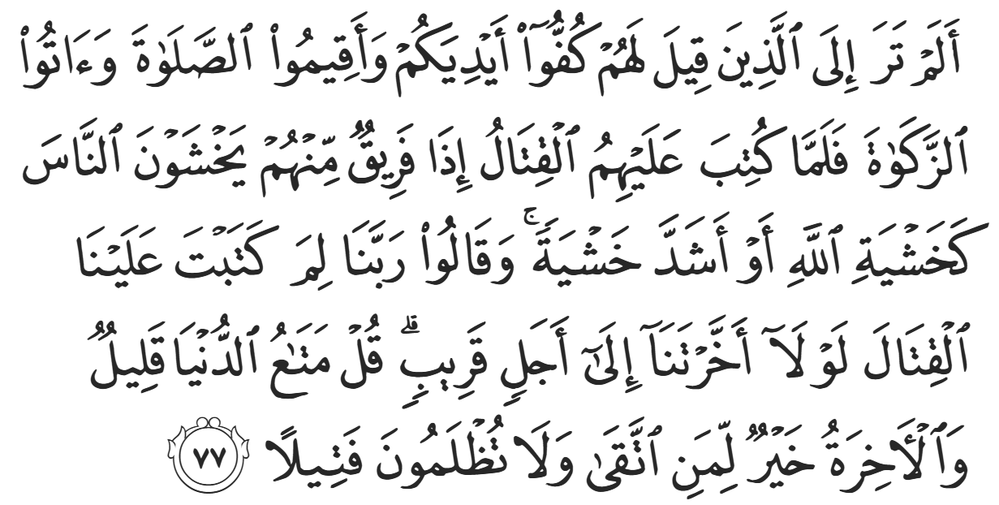 أَلَمْ تَرَ إِلَى ٱلَّذِينَ قِيلَ لَهُمْ كُفُّوٓا۟ أَيْدِيَكُمْ وَأَقِيمُوا۟ ٱلصَّلَوٰةَ وَءَاتُوا۟
ٱلزَّكَوٰةَ فَلَمَّا كُتِبَ عَلَيْهِمُ ٱلْقِتَالُ إِذَا فَرِيقٌ مِّنْهُمْ يَخْشَوْنَ ٱلنَّاسَ
كَخَشْيَةِ ٱللَّهِ أَوْ أَشَدَّ خَشْيَةً ۚ وَقَالُوا۟ رَبَّنَا لِمَ كَتَبْتَ عَلَيْنَا
ٱلْقِتَالَ لَوْلَآ أَخَّرْتَنَآ إِلَىٰٓ أَجَلٍ قَرِيبٍ ۗ قُلْ مَتَـٰعُ ٱلدُّنْيَا قَلِيلٌ
وَٱلْـَٔاخِرَةُ خَيْرٌ لِّمَنِ ٱتَّقَىٰ وَلَا تُظْلَمُونَ فَتِيلًا ٧٧